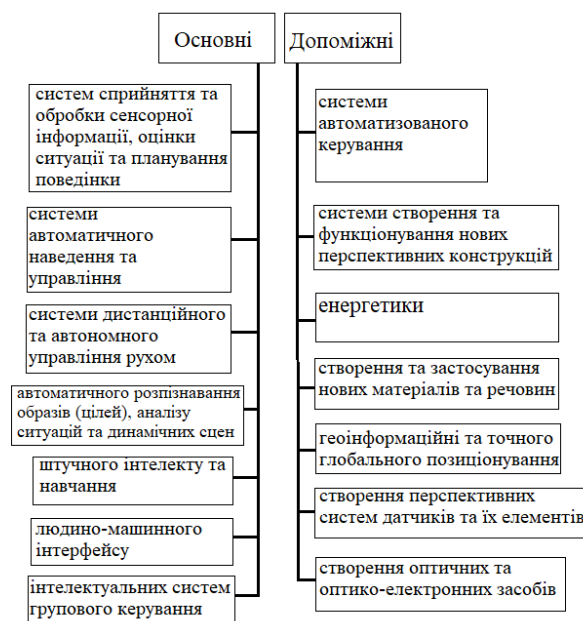 Основні
систем сприйняття та
обробки сенсорної
інформації, оцінки
ситуації та планування
поведінки
системи
автоматичного
наведення та
управління
системи дистанційного
та автономного
управління рухом
автоматичного розпізнавання
образів (цілей), аналізу
ситуацій та динамічних сцен
штучного інтелекту та
навчання
людино-машинного
інтерфейсу
інтелектуальних систем
групового керування
Допоміжні
системи
автоматизованого
керування
системи створення та
функціонування нових
перспективних конструкцій
енергетики
створення та застосування
нових матеріалів та речовин
геоінформаційні та точного
глобального позиціонування
створення перспективних
систем датчиків та їх елементів
створення оптичних та
оптико-електронних засобів